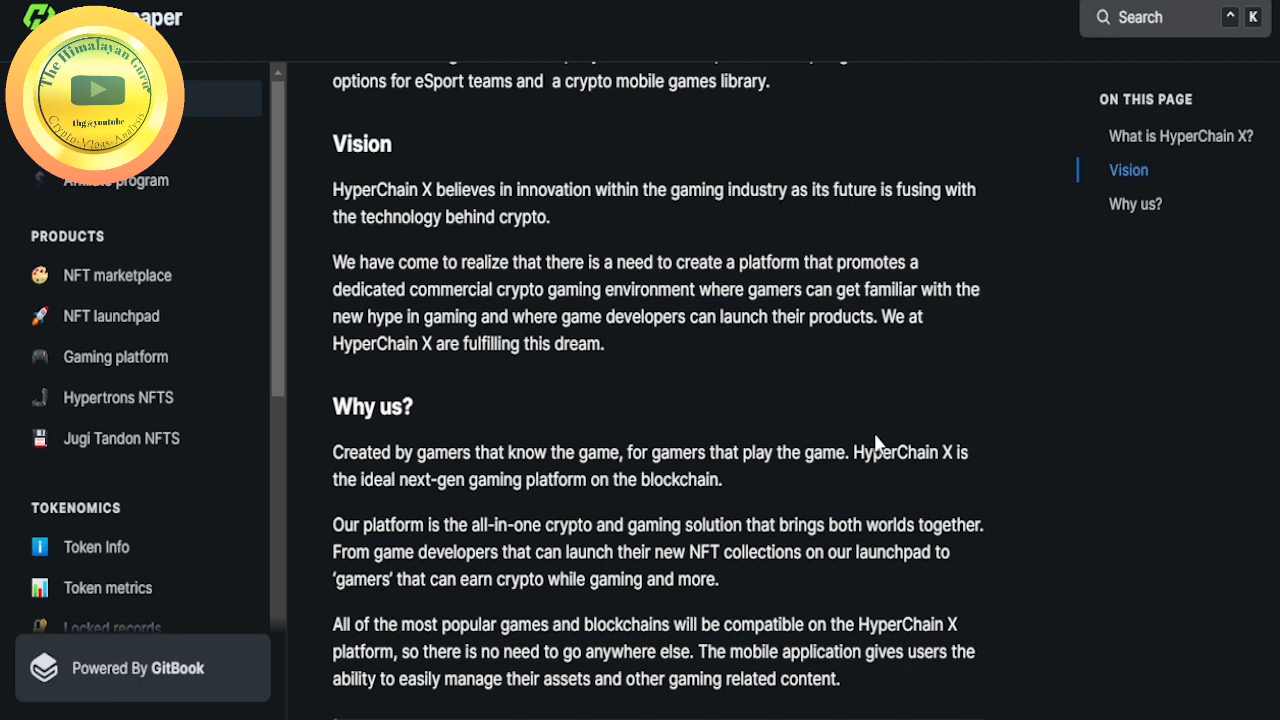 paper
Search
^ K
The Himalayan Guru
thg@youtube
Crypto-Vlogs-Analysis
Affiliate program
PRODUCTS
NFT marketplace
NFT launchpad
Gaming platform
Hypertrons NFTS
Jugi Tandon NFTS
TOKENOMICS
Token Info
Token metrics
Locked records
Powered By GitBook
options for eSport teams and a crypto mobile games library.
Vision
HyperChain X believes in innovation within the gaming industry as its future is fusing with
the technology behind crypto.
We have come to realize that there is a need to create a platform that promotes a
dedicated commercial crypto gaming environment where gamers can get familiar with the
new hype in gaming and where game developers can launch their products. We at
HyperChain X are fulfilling this dream.
Why us?
Created by gamers that know the game, for gamers that play the game. HyperChain X is
the ideal next-gen gaming platform on the blockchain.
Our platform is the all-in-one crypto and gaming solution that brings both worlds together.
From game developers that can launch their new NFT collections on our launchpad to
‘gamers’ that can earn crypto while gaming and more.
All of the most popular games and blockchains will be compatible on the HyperChain X
platform, so there is no need to go anywhere else. The mobile application gives users the
ability to easily manage their assets and other gaming related content.
ON THIS PAGE
What is HyperChain X?
Vision
Why us?